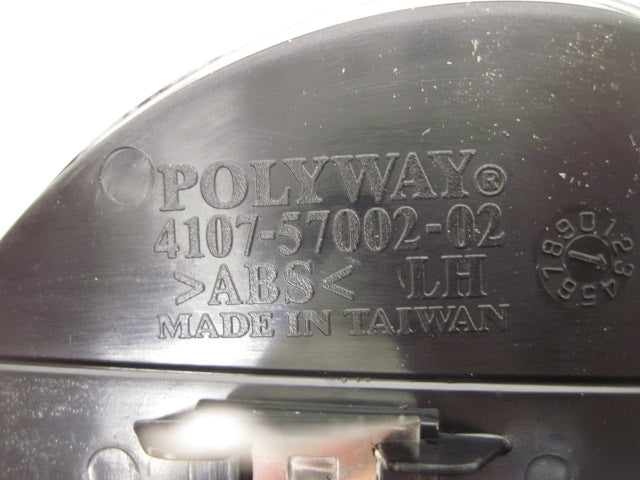 POLYWAY®
4107-57002-02
>ABS< LH
MADE IN TAIWAN